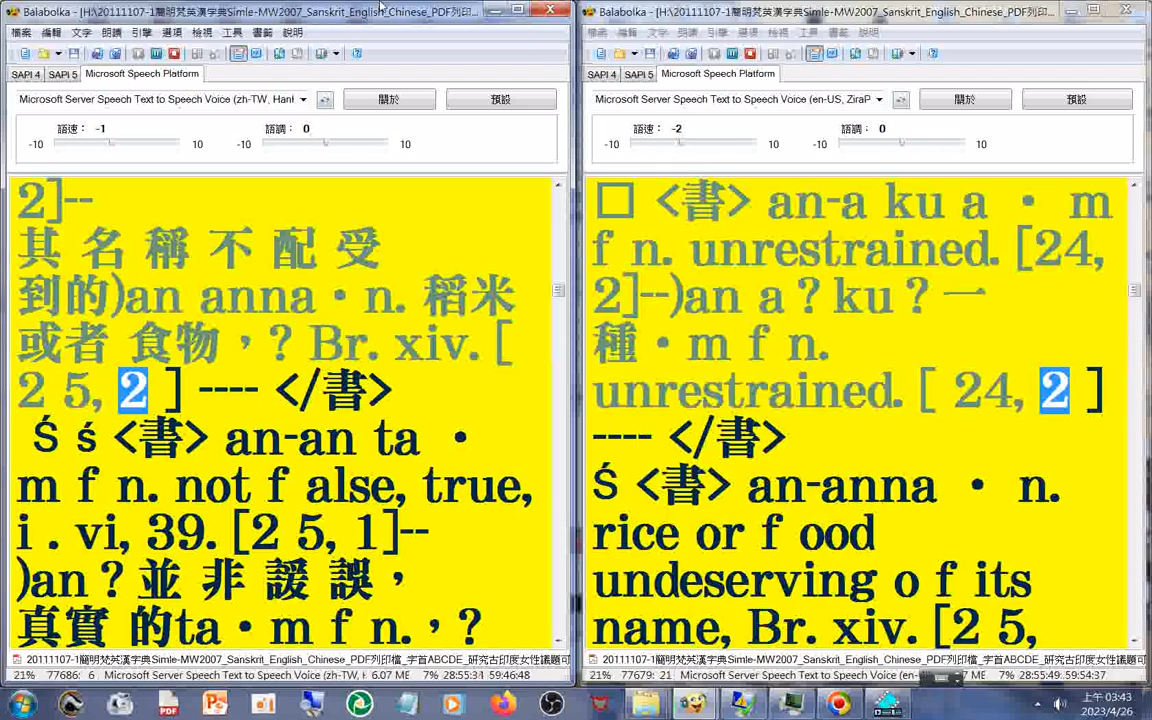 Balabolka - [H:\20111107-1簡明梵英漢字典Simle-MW2007_Sanskrit_English_Chinese_PDF列印...
檔案 編輯 文字 朗讀 引擎 選項 檢視 工具 書籤 說明
SAPI 4 SAPI 5 Microsoft Speech Platform
Microsoft Server Speech Text to Speech Voice (zh-TW, Hanl 關於 預設
語速： -1 語調： 0
-10 10 -10 10
2]--
其 名 稱 不 配 受
到的)an anna・n. 稻米
或者 食物，? Br. xiv. [
2 5, 2 ] ---- </書>
Ś ś <書> an-an ta ・
m f n. not f alse, true,
i . vi, 39. [2 5, 1]--
)an ? 並 非 諼 誤，
真實 的ta・m f n.，?
20111107-1簡明梵英漢字典Simle-MW2007_Sanskrit_English_Chinese_PDF列印檔_字首ABCDE_研究古印度女性議題可
21% 77686: 6 Microsoft Server Speech Text to Speech Voice (zh-TW, H 6.07 MB 7% 28:55:34 59:46:48
Balabolka - [H:\20111107-1簡明梵英漢字典Simle-MW2007_Sanskrit_English_Chinese_PDF列印...
檔案 編輯 文字 朗讀 引擎 選項 檢視 工具 書籤 說明
SAPI 4 SAPI 5 Microsoft Speech Platform
Microsoft Server Speech Text to Speech Voice (en-US, ZiraP 關於 預設
語速： -2 語調： 0
-10 10 -10 10
□ <書> an-a ku a ・ m
f n. unrestrained. [24,
2]--)an a ? ku ? 一
種・m f n.
unrestrained. [ 24, 2 ]
---- </書>
Ś <書> an-anna ・ n.
rice or f ood
undeserving o f its
name, Br. xiv. [2 5,
20111107-1簡明梵英漢字典Simle-MW2007_Sanskrit_English_Chinese_PDF列印檔_字首ABCDE_研究古印度女性議題可
21% 77679: 21 Microsoft Server Speech Text to Speech Voice 7% 28:55:49 59:54:37
上午 03:43
2023/4/26